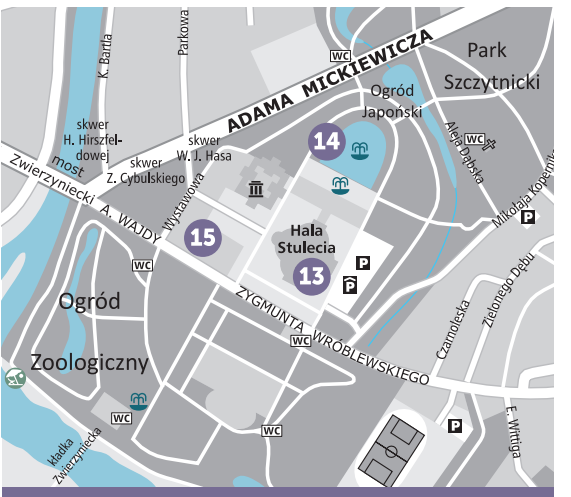 K. Bartla
Parkowa
WC
ADAMA MICKIEWICZA
Park
Szczytnicki
Ogród
Japoński
Aleja Dąbska
WC
skwer
H. Hirszfel-
dowej
skwer
W. J. Hasa
skwer
Z. Cybulskiego
14
most
Zwierzyniecki
A. WAJDY
Wystawowa
Mikołaja Kopernika
P
15
Hala
Stulecia
13
P
P
WC
Ogród
Zoologiczny
ZYGMUNTA WRÓBLEWSKIEGO
WC
Czarnoleska
Zielonego Dębu
WC
WC
P
E. Wittiga
kładka
Zwierzyniecka